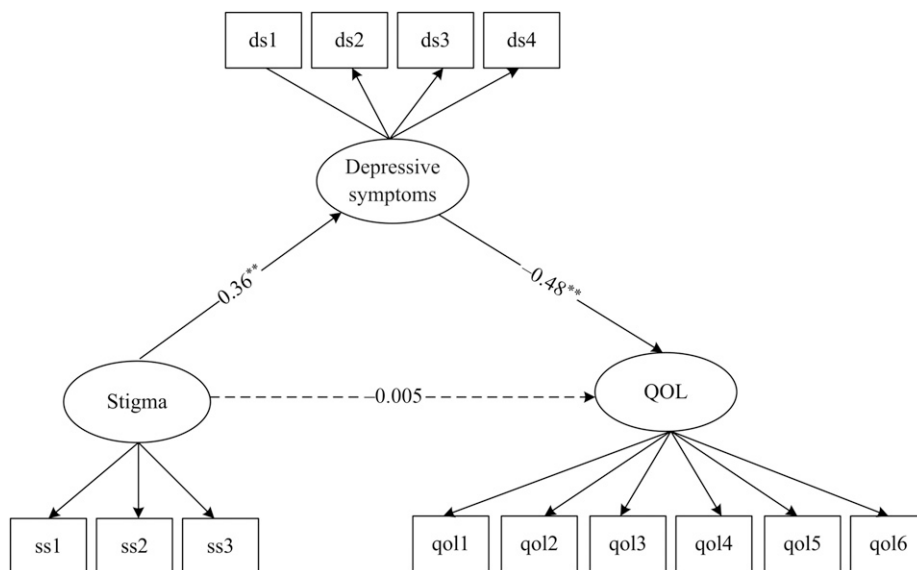 ds1 ds2 ds3 ds4
Depressive
symptoms
0.36**
–0.48**
Stigma
–0.005
QOL
ss1 ss2 ss3
qol1 qol2 qol3 qol4 qol5 qol6